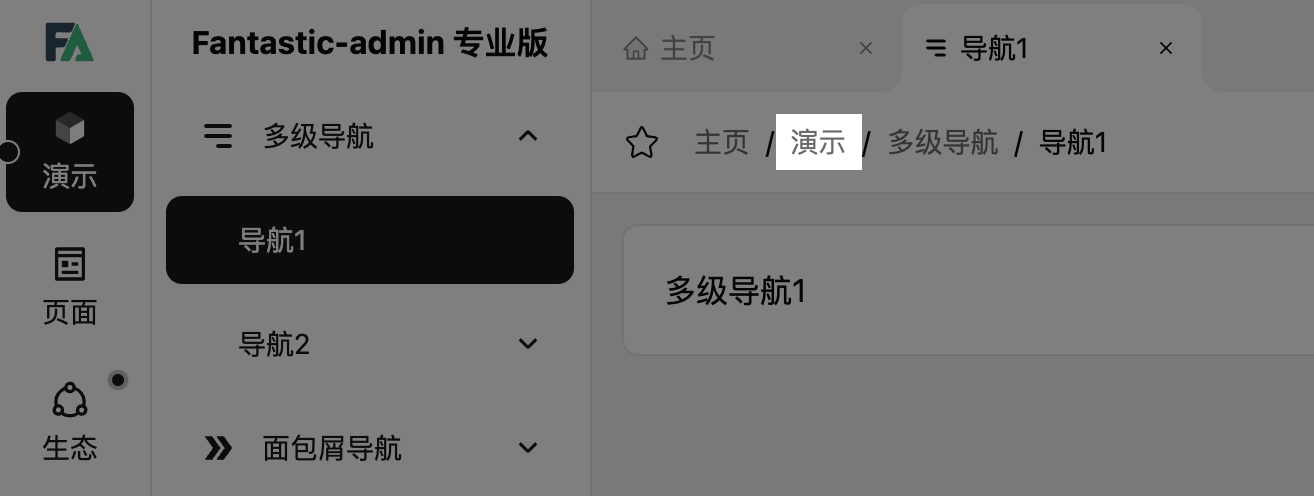 FA
演示
页面
生态
Fantastic-admin 专业版
多级导航
导航1
导航2
面包屑导航
主页
导航1
主页 / 演示 / 多级导航 / 导航1
多级导航1